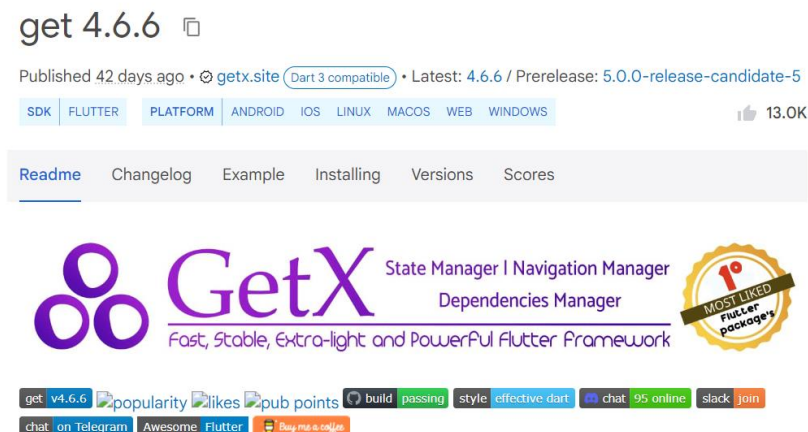 get 4.6.6
Published 42 days ago • getx.site Dart 3 compatible • Latest: 4.6.6 / Prerelease: 5.0.0-release-candidate-5
SDK FLUTTER PLATFORM ANDROID IOS LINUX MACOS WEB WINDOWS 13.0K
Readme Changelog Example Installing Versions Scores
GetX
State Manager | Navigation Manager
Dependencies Manager
Fast, Stable, Extra-light and Powerful Flutter Framework
1º
MOST LIKED
Flutter
package's
get v4.6.6 popularity likes pub points build passing style effective dart chat 95 online slack join
chat on Telegram Awesome Flutter Buy me a coffee